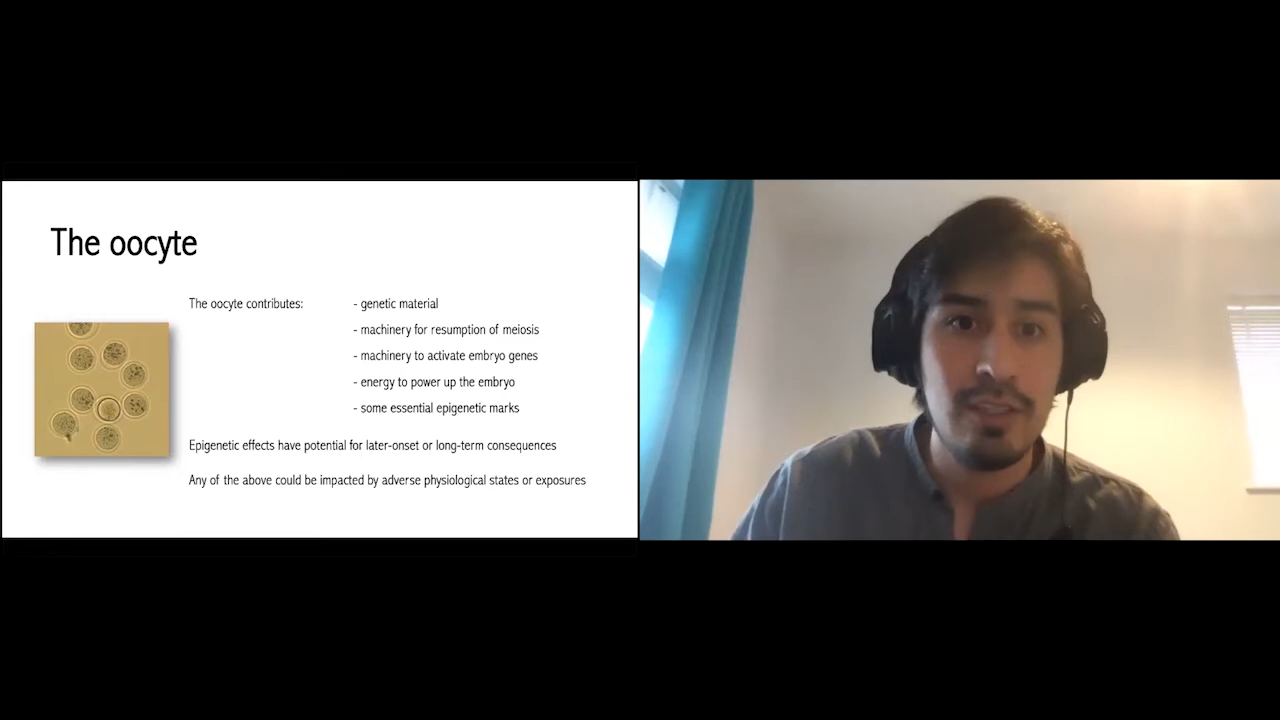 The oocyte
The oocyte contributes:
- genetic material
- machinery for resumption of meiosis
- machinery to activate embryo genes
- energy to power up the embryo
- some essential epigenetic marks
Epigenetic effects have potential for later-onset or long-term consequences
Any of the above could be impacted by adverse physiological states or exposures